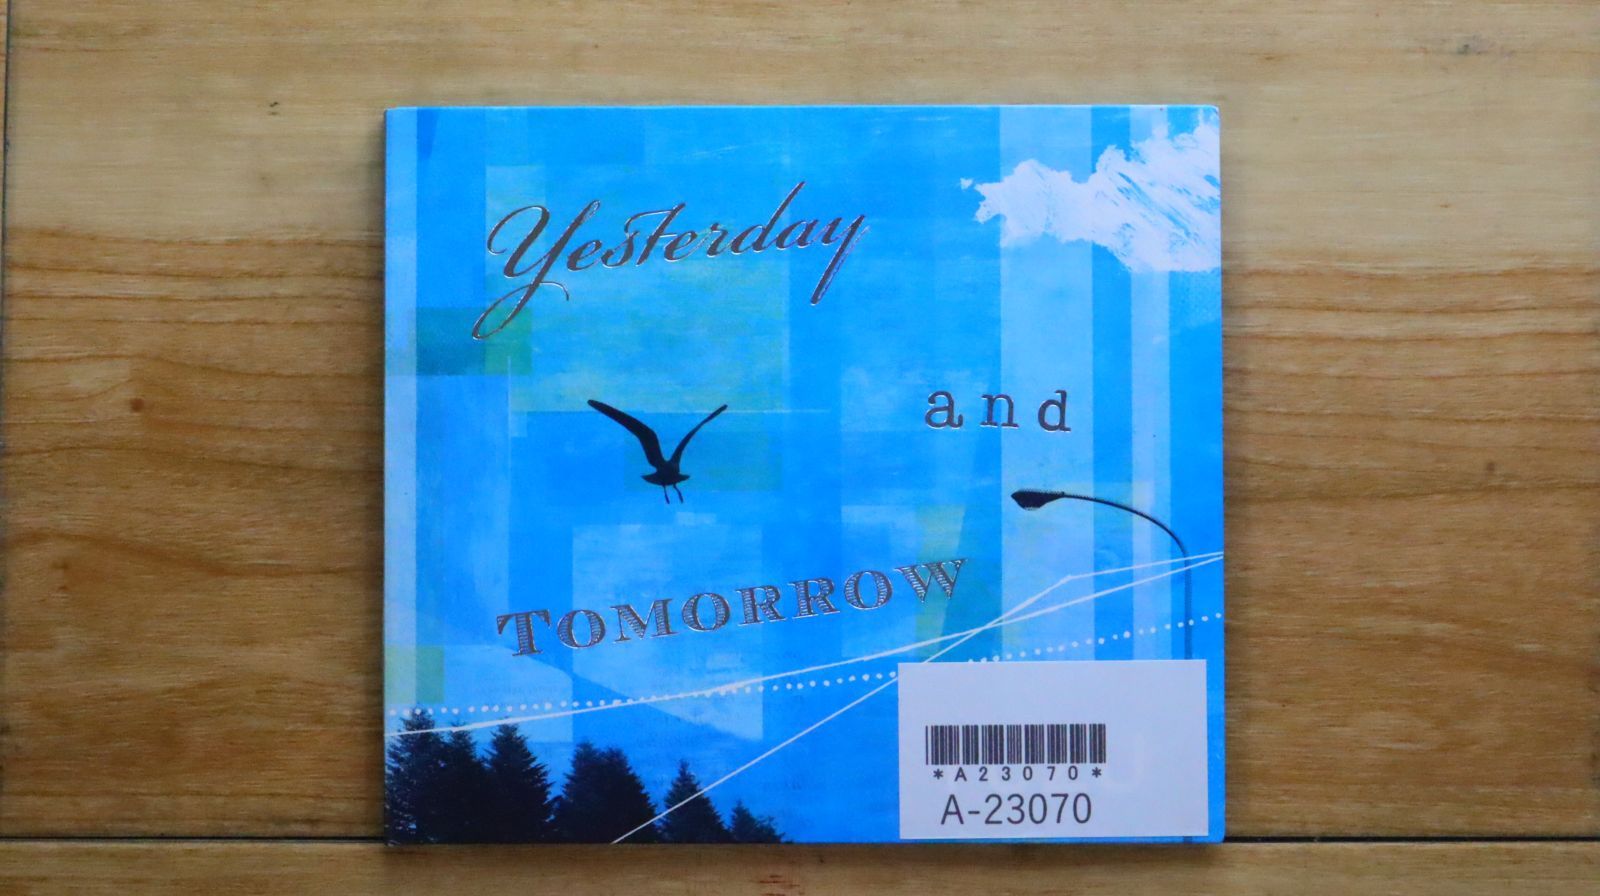 Yesterday
and
TOMORROW
*A23070*
A-23070